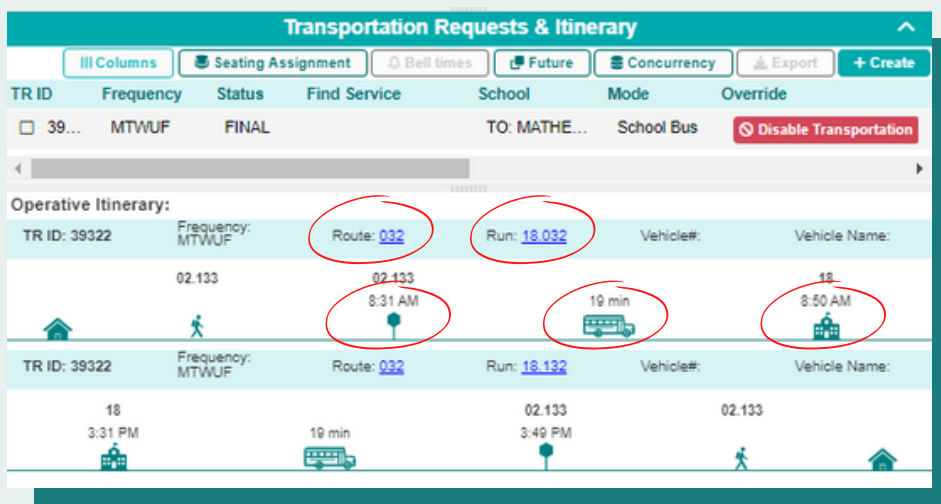 Transportation Requests & Itinerary
Columns Seating Assignment Bell times Future Concurrency Export + Create
TR ID Frequency Status Find Service School Mode Override
39... MTWUF FINAL TO: MATHE... School Bus Disable Transportation
Operative Itinerary:
TR ID: 39322 Frequency: MTWUF Route: 032 Run: 18.032 Vehicle#: Vehicle Name:
02.133 02.133 18
8:31 AM 19 min 8:50 AM
TR ID: 39322 Frequency: MTWUF Route: 032 Run: 18.132 Vehicle#: Vehicle Name:
18 02.133 02.133
3:31 PM 19 min 3:49 PM